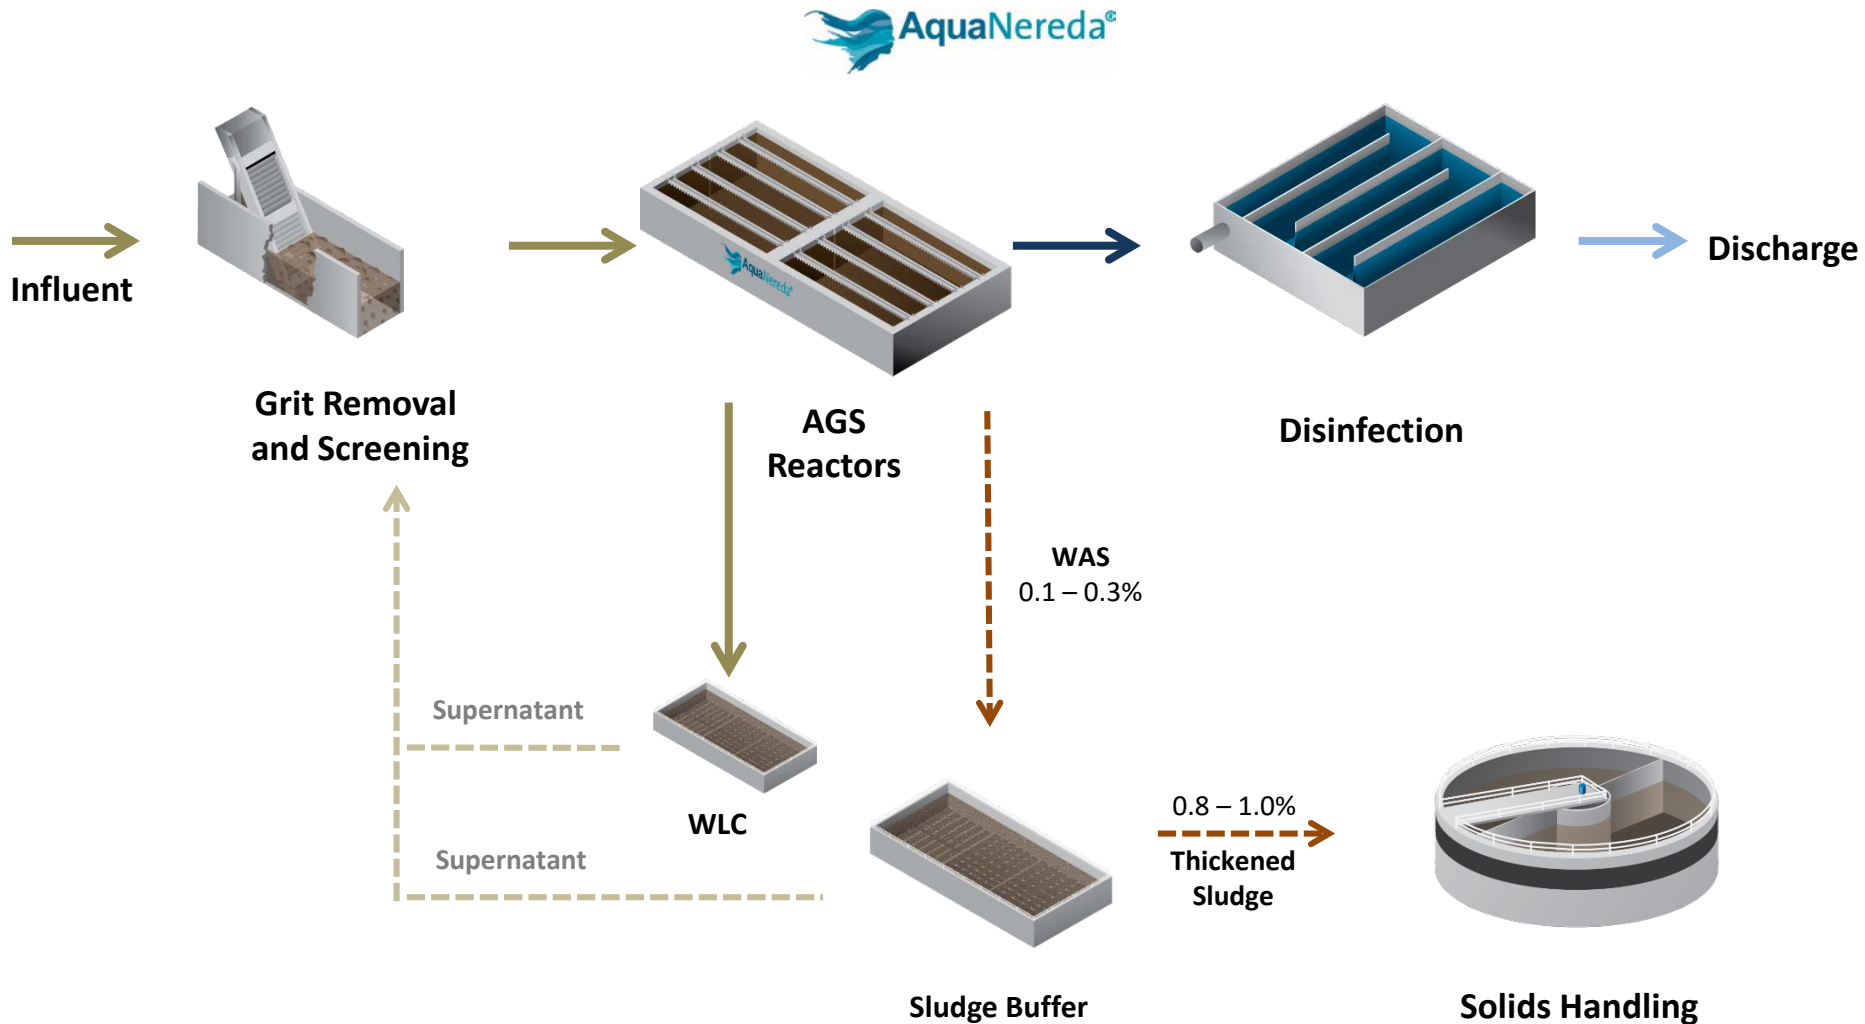 AquaNereda®
Influent
Grit Removal
and Screening
AquaNereda®
AGS
Reactors
Disinfection
Discharge
WAS
0.1 – 0.3%
Supernatant
WLC
Supernatant
0.8 – 1.0%
Thickened
Sludge
Sludge Buffer
Solids Handling